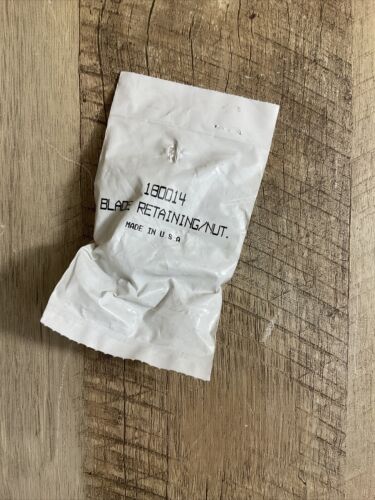 180014
BLADE RETAINING/NUT.
MADE IN U S A